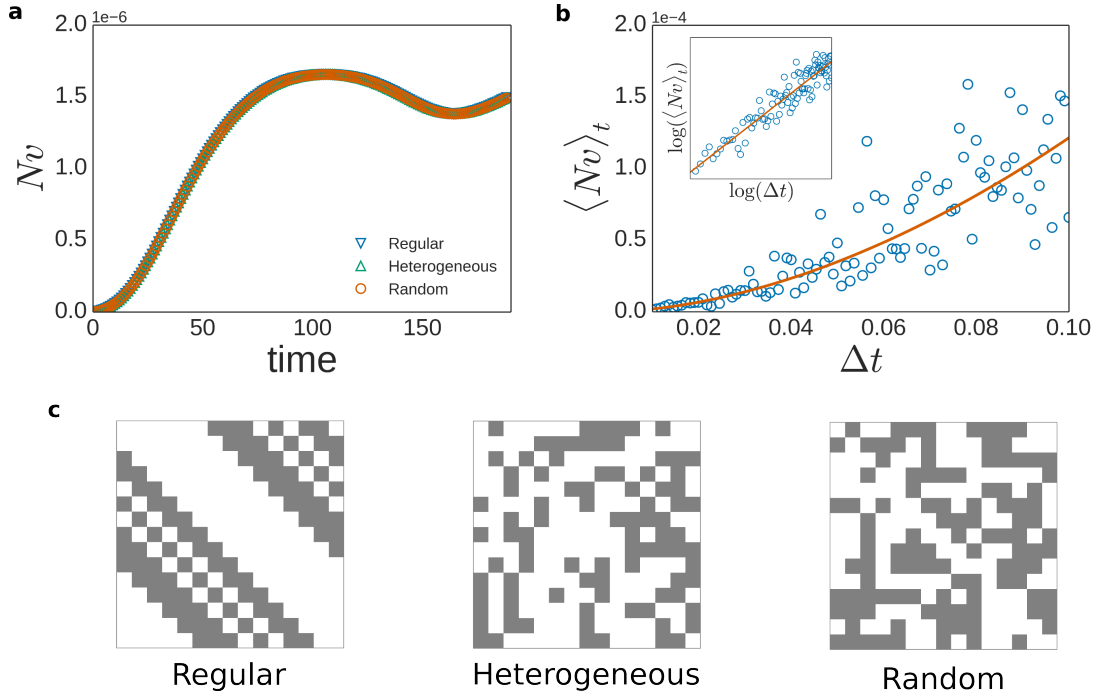 a
1e−6
2.0
1.5
1.0
0.5
0.0
Nv
0
50
100
150
time
Regular
Heterogeneous
Random
b
1e−4
2.0
1.5
1.0
0.5
0.0
⟨Nv⟩t
log(⟨Nv⟩t)
log(Δt)
0.02
0.04
0.06
0.08
0.10
Δt
c
Regular
Heterogeneous
Random